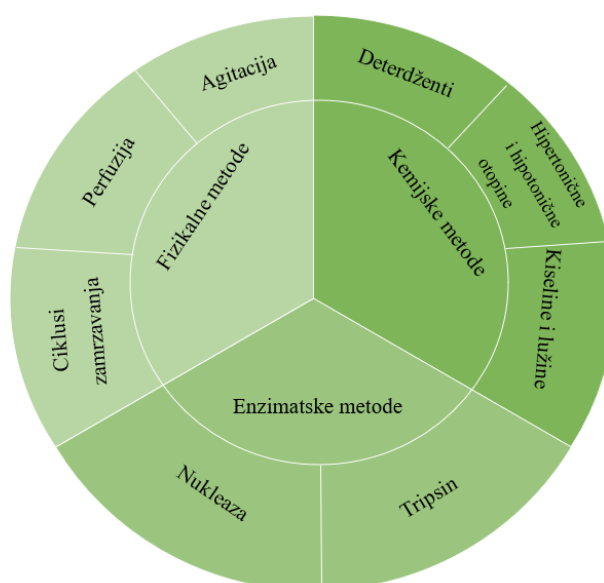 Agitacija
Deterdženti
Perfuzija
Fizikalne metode
Kemijske metode
Hipertonične
i hipotonične
otopine
Ciklusi
zamrzavanja
Kiseline i lužine
Enzimatske metode
Nukleaza
Tripsin